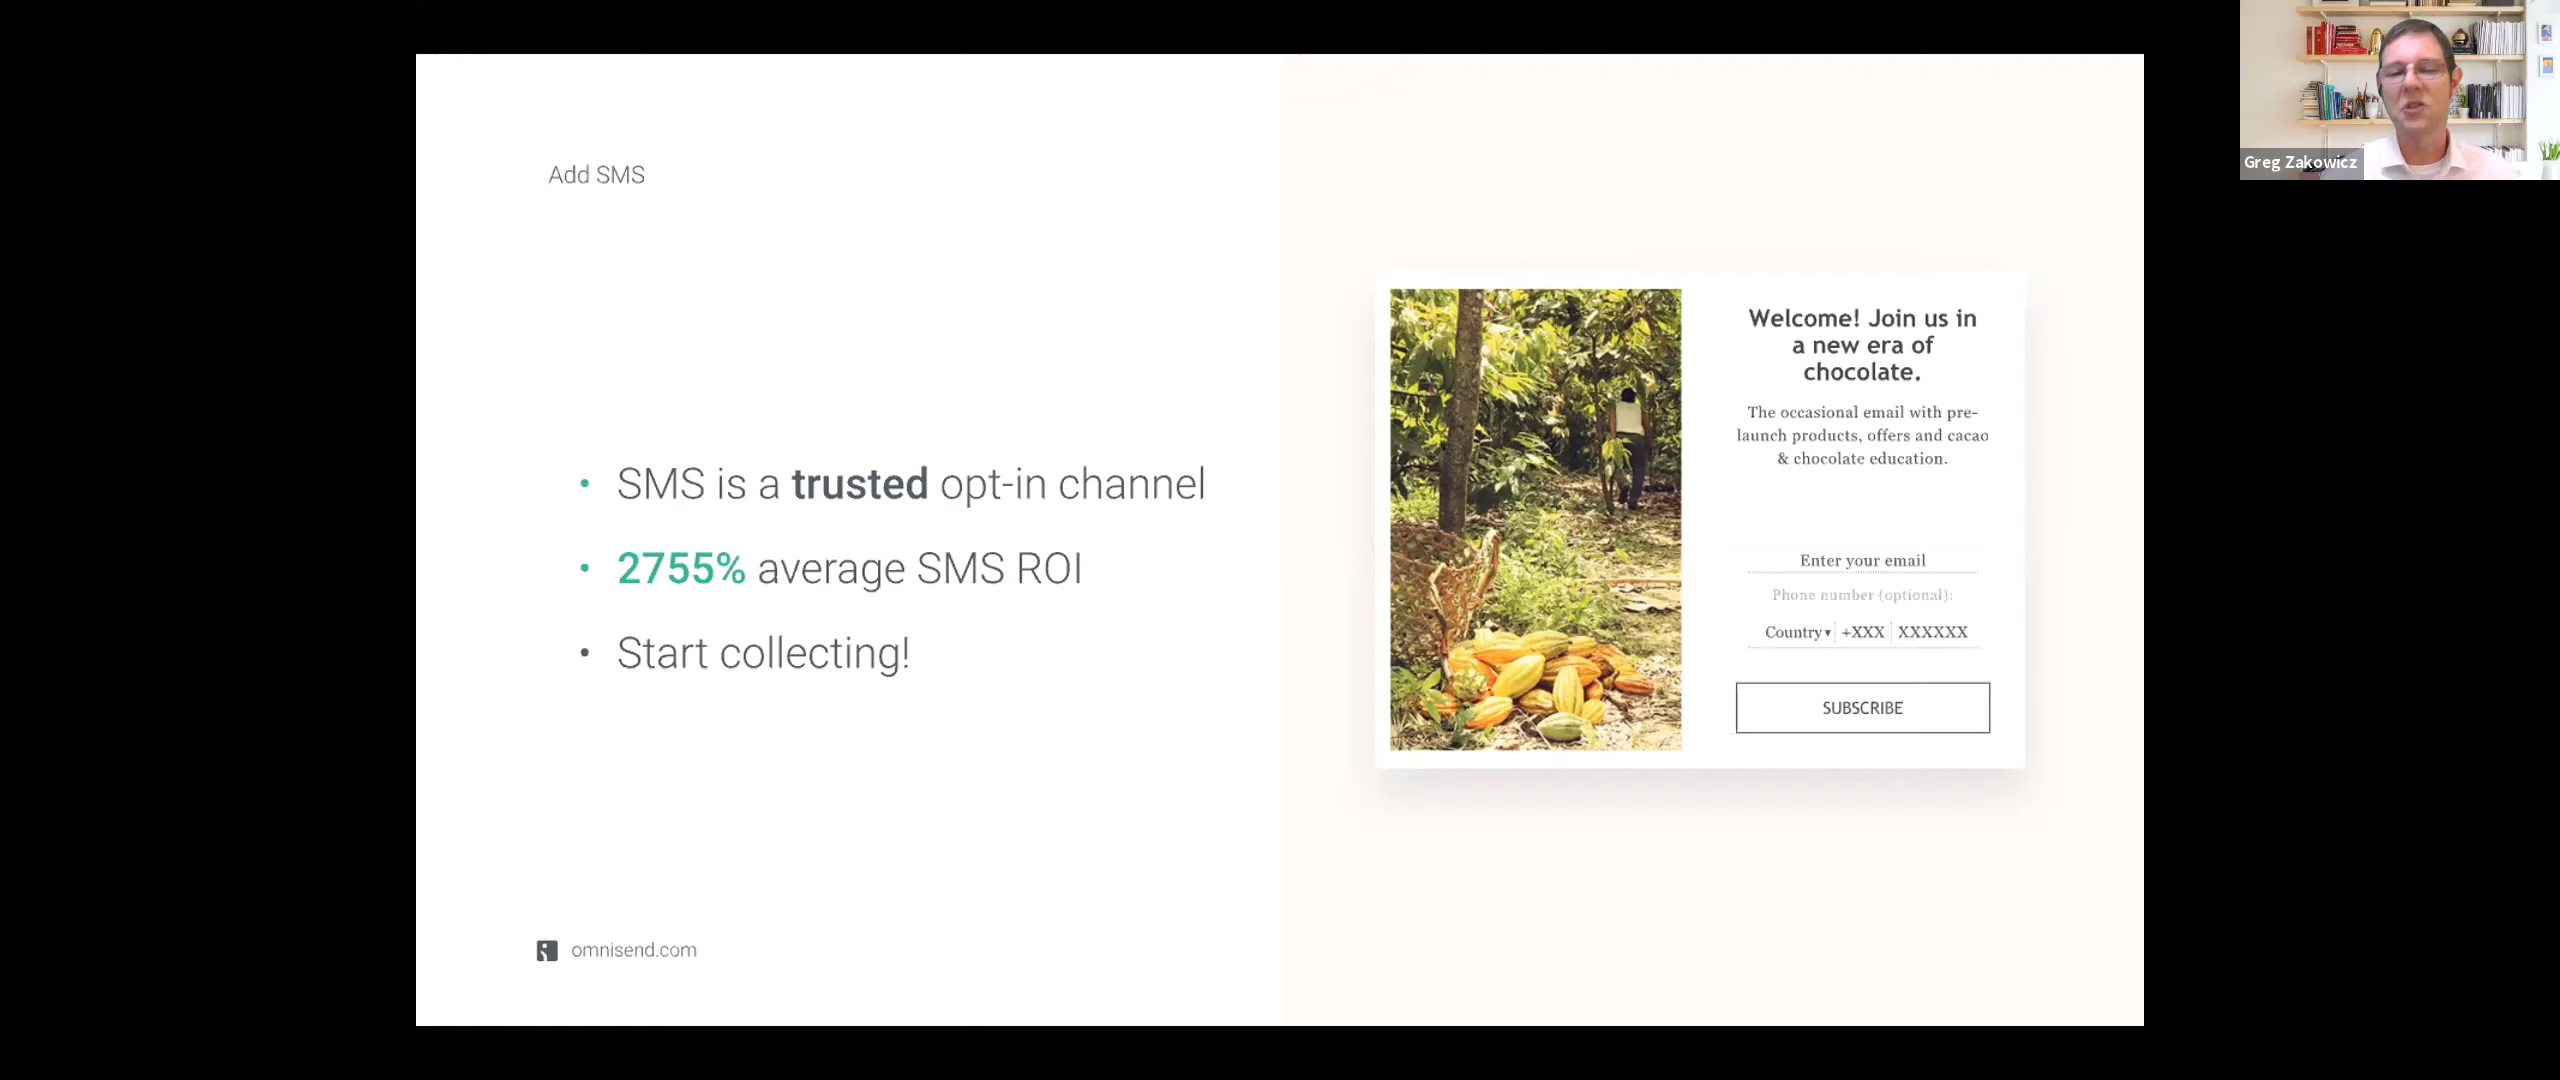 Add SMS
• SMS is a trusted opt-in channel
• 2755% average SMS ROI
• Start collecting!
omnisend.com
Welcome! Join us in
a new era of
chocolate.
The occasional email with pre-
launch products, offers and cacao
& chocolate education.
Enter your email
Phone number (optional):
Country ▾ +XXX XXXXXX
SUBSCRIBE
Greg Zakowicz